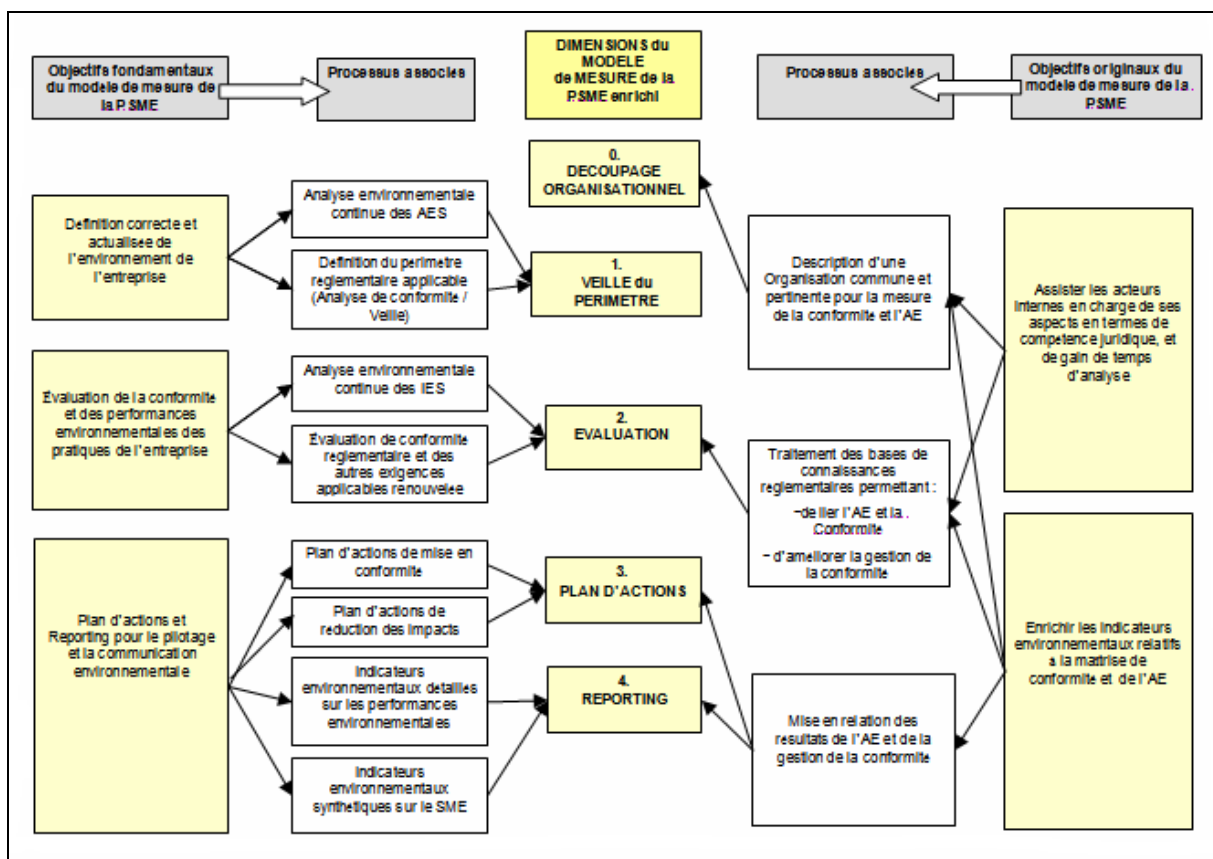 Objectifs fondamentaux
du modele de mesure de
la PSME
Processus associes
DIMENSIONS du
MODELE
de MESURE de la
PSME enrichi
Processus associes
Objectifs originaux du
modele de mesure de la .
PSME
0.
DECOUPAGE
ORGANISATIONNEL
Definition correcte et
actualisee de
l'environnement de
l'entreprise
Analyse environnementale
continue des AES
Definition du perimetre
reglementaire applicable
(Analyse de conformite /
Veille)
1.
VEILLE du
PERIMETRE
Description d'une
Organisation commune et
pertinente pour la mesure
de la conformite et l'AE
Assister les acteurs
internes en charge de ses
aspects en termes de
competence juridique, et
de gain de temps
d'analyse
Évaluation de la conformite
et des performances
environnementales des
pratiques de l'entreprise
Analyse environnementale
continue des IES
Évaluation de conformite
reglementaire et des
autres exigences
applicables renouvelee
2.
EVALUATION
Traitement des bases de
connaissances
reglementaires permettant :
-de lier l'AE et la .
Conformite
- d'ameliorer la gestion de
la conformite
Plan d'actions et
Reporting pour le pilotage
et la communication
environnementale
Plan d'actions de mise en
conformite
Plan d'actions de
reduction des impacts
Indicateurs
environnementaux detailles
sur les performances
environnementales
Indicateurs
environnementaux
synthetiques sur le SME
3.
PLAN D'ACTIONS
4.
REPORTING
Mise en relation des
resultats de l'AE et de la
gestion de la conformite
Enrichir les indicateurs
environnementaux relatifs
a la maitrise de
conformite et de l'AE